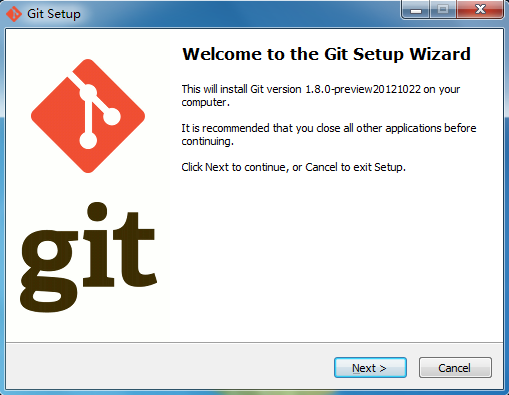 Git Setup
Welcome to the Git Setup Wizard
This will install Git version 1.8.0-preview20121022 on your
computer.
It is recommended that you close all other applications before
continuing.
Click Next to continue, or Cancel to exit Setup.
git
Next >
Cancel